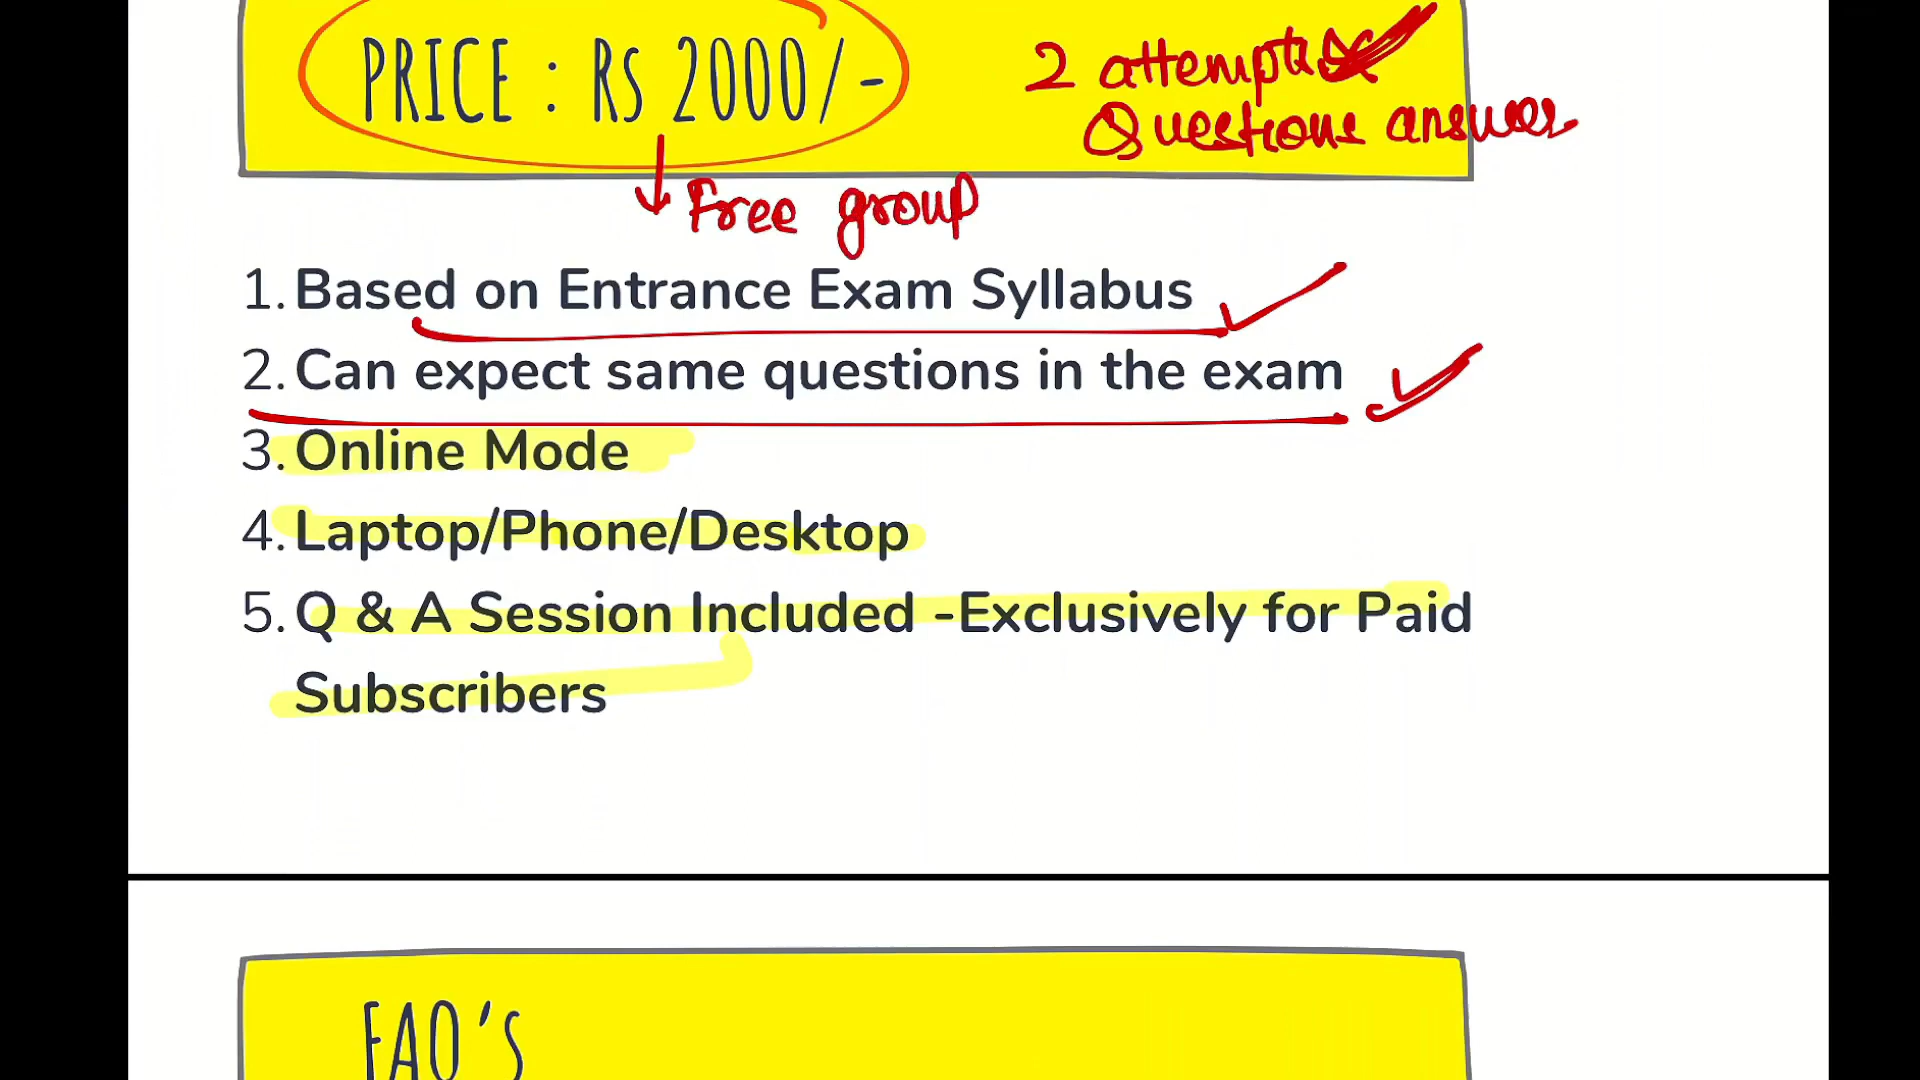 PRICE : RS 2000/-
2 attempts
Questions answer
Free group
1. Based on Entrance Exam Syllabus
2. Can expect same questions in the exam
3. Online Mode
4. Laptop/Phone/Desktop
5. Q & A Session Included -Exclusively for Paid
Subscribers
FAQ's